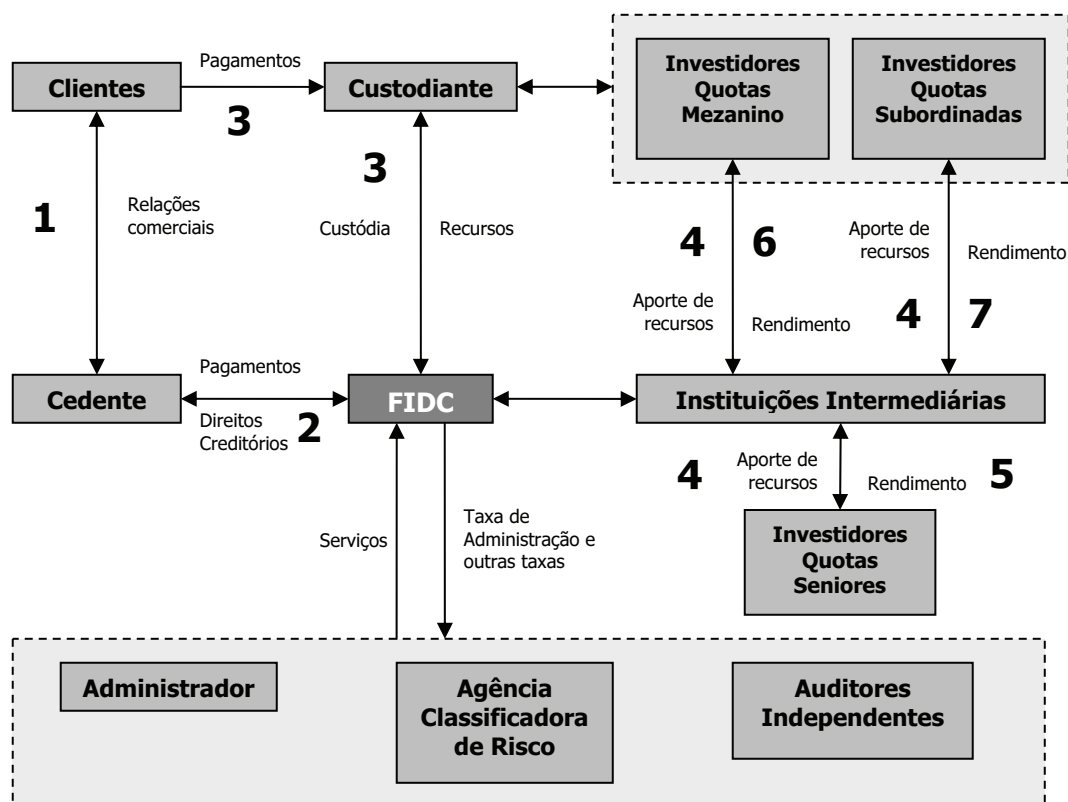 Clientes
Pagamentos
3
Custodiante
Investidores
Quotas
Mezanino
Investidores
Quotas
Subordinadas
1
Relações
comerciais
3
Custódia
Recursos
4
6
Aporte de
recursos
Rendimento
Aporte de
recursos
Rendimento
4
7
Cedente
Pagamentos
Direitos
Creditórios
2
FIDC
Instituições Intermediárias
4
Aporte de
recursos
Rendimento
5
Investidores
Quotas
Seniores
Serviços
Taxa de
Administração e
outras taxas
Administrador
Agência
Classificadora
de Risco
Auditores
Independentes